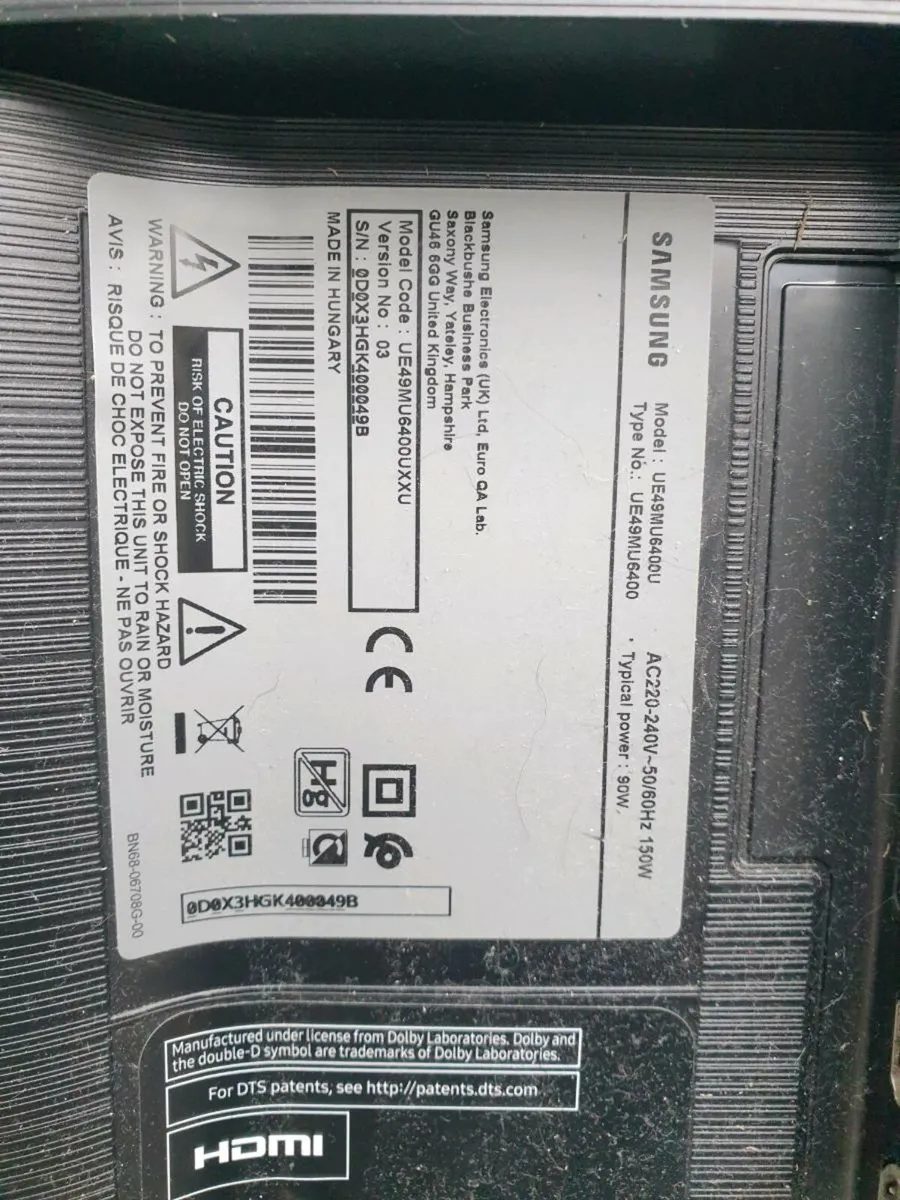 SAMSUNG
Model : UE49MU6400U
Type No.: UE49MU6400
AC220-240V~50/60Hz 150W
Typical power : 90W
Samsung Electronics (UK) Ltd, Euro QA Lab.
Blackbushe Business Park
Saxony Way, Yateley, Hampshire
GU46 6GG United Kingdom
Model Code : UE49MU6400UXXU
Version No : 03
S/N : 0D0X3HGK400049B
MADE IN HUNGARY
CE
Hg
CAUTION
RISK OF ELECTRIC SHOCK
DO NOT OPEN
WARNING : TO PREVENT FIRE OR SHOCK HAZARD
DO NOT EXPOSE THIS UNIT TO RAIN OR MOISTURE
AVIS : RISQUE DE CHOC ELECTRIQUE - NE PAS OUVRIR
BN68-06708G-00
0D0X3HGK400049B
Manufactured under license from Dolby Laboratories. Dolby and
the double-D symbol are trademarks of Dolby Laboratories.
For DTS patents, see http://patents.dts.com
HDMI